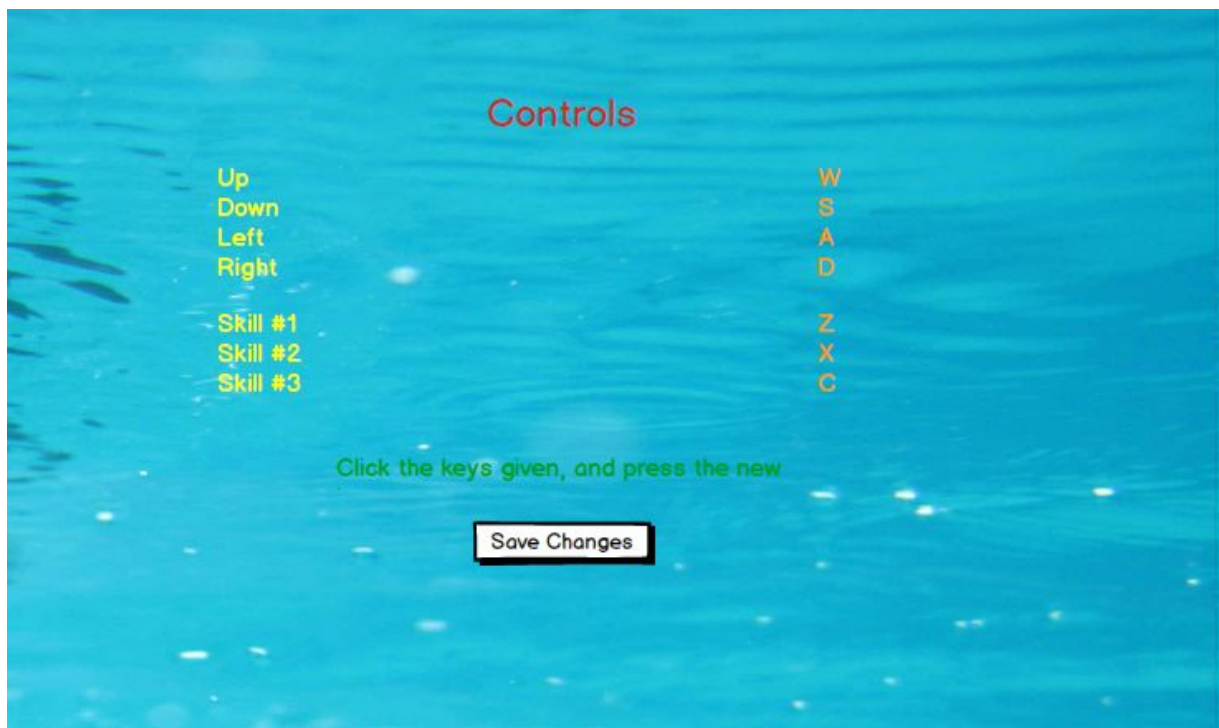 Controls
Up W
Down S
Left A
Right D
Skill #1 Z
Skill #2 X
Skill #3 C
Click the keys given, and press the new
Save Changes